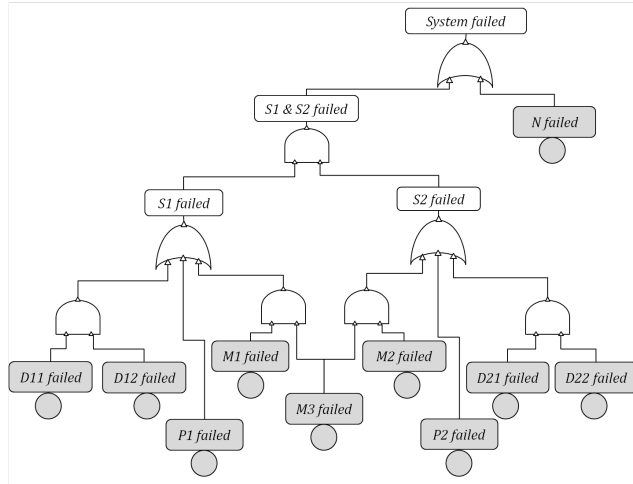 System failed
S1 & S2 failed
N failed
S1 failed
S2 failed
M1 failed
M2 failed
D11 failed
D12 failed
D21 failed
D22 failed
M3 failed
P1 failed
P2 failed